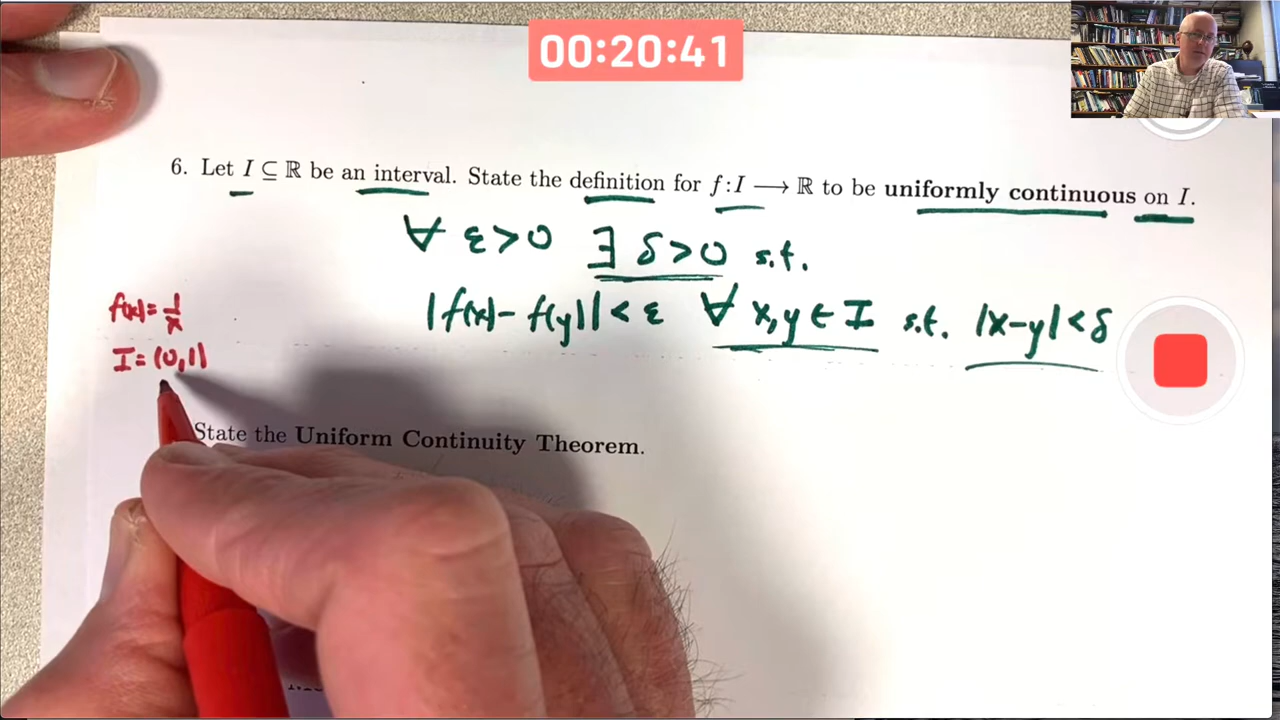 00:20:41
6. Let I ⊆ ℝ be an interval. State the definition for f : I ⟶ ℝ to be uniformly continuous on I.
∀ ε>0 ∃ δ>0 s.t.
|f(x)-f(y)|<ε ∀ x,y ∈ I s.t. |x-y|<δ
f(x)=1/x
I=(0,1)
State the Uniform Continuity Theorem.